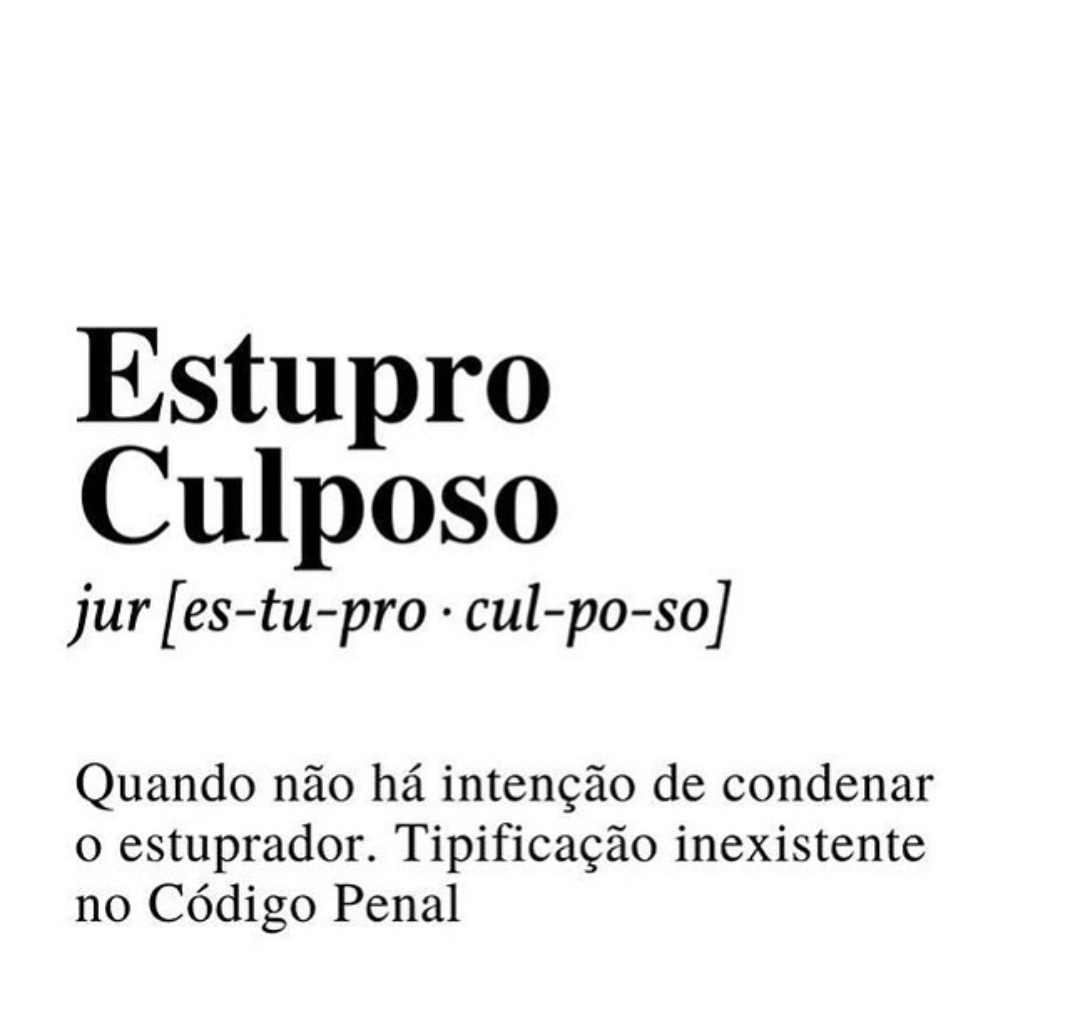 Estupro
Culposo
jur [es-tu-pro · cul-po-so]
Quando não há intenção de condenar
o estuprador. Tipificação inexistente
no Código Penal